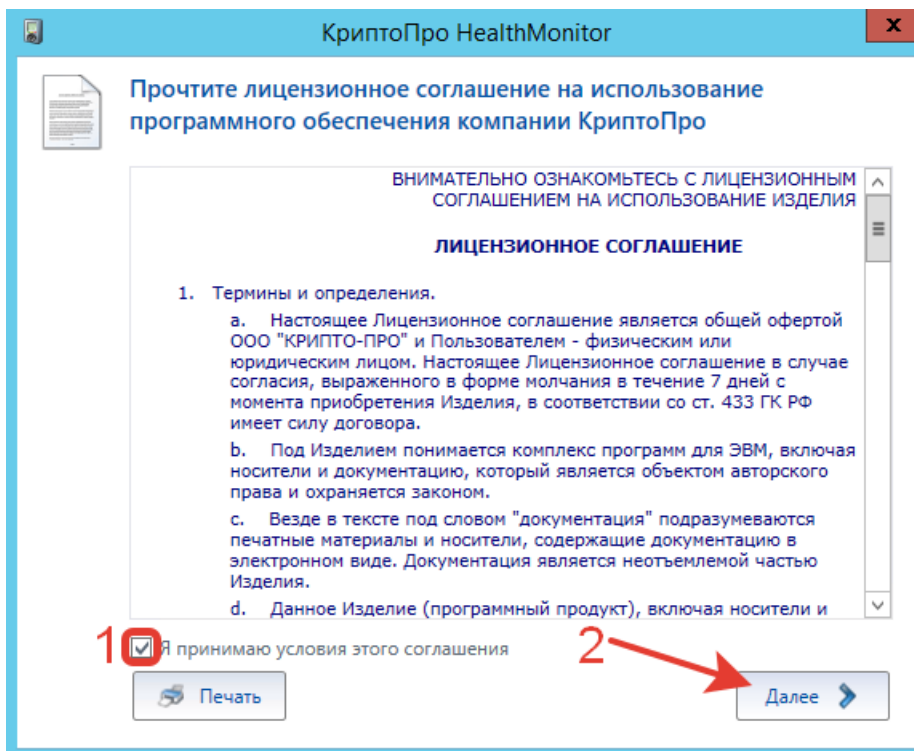 КриптоПро HealthMonitor
x
Прочтите лицензионное соглашение на использование
программного обеспечения компании КриптоПро
ВНИМАТЕЛЬНО ОЗНАКОМЬТЕСЬ С ЛИЦЕНЗИОННЫМ
СОГЛАШЕНИЕМ НА ИСПОЛЬЗОВАНИЕ ИЗДЕЛИЯ
ЛИЦЕНЗИОННОЕ СОГЛАШЕНИЕ
1. Термины и определения.
a. Настоящее Лицензионное соглашение является общей офертой
ООО "КРИПТО-ПРО" и Пользователем - физическим или
юридическим лицом. Настоящее Лицензионное соглашение в случае
согласия, выраженного в форме молчания в течение 7 дней с
момента приобретения Изделия, в соответствии со ст. 433 ГК РФ
имеет силу договора.
b. Под Изделием понимается комплекс программ для ЭВМ, включая
носители и документацию, который является объектом авторского
права и охраняется законом.
c. Везде в тексте под словом "документация" подразумеваются
печатные материалы и носители, содержащие документацию в
электронном виде. Документация является неотъемлемой частью
Изделия.
d. Данное Изделие (программный продукт), включая носители и
1 Я принимаю условия этого соглашения 2
Печать Далее